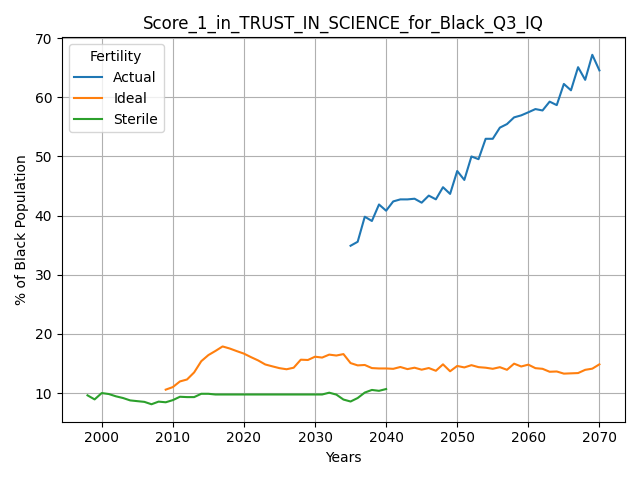 Score_1_in_TRUST_IN_SCIENCE_for_Black_Q3_IQ
Fertility
Actual
Ideal
Sterile
% of Black Population
70
60
50
40
30
20
10
2000 2010 2020 2030 2040 2050 2060 2070
Years